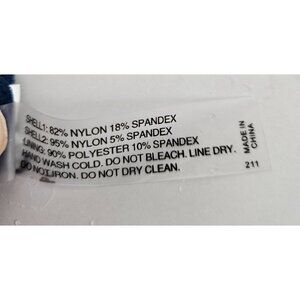 SHELL1: 82% NYLON 18% SPANDEX
SHELL2: 95% NYLON 5% SPANDEX
LINING: 90% POLYESTER 10% SPANDEX
HAND WASH COLD. DO NOT BLEACH. LINE DRY.
DO NOT IRON. DO NOT DRY CLEAN.
MADE IN
CHINA
211